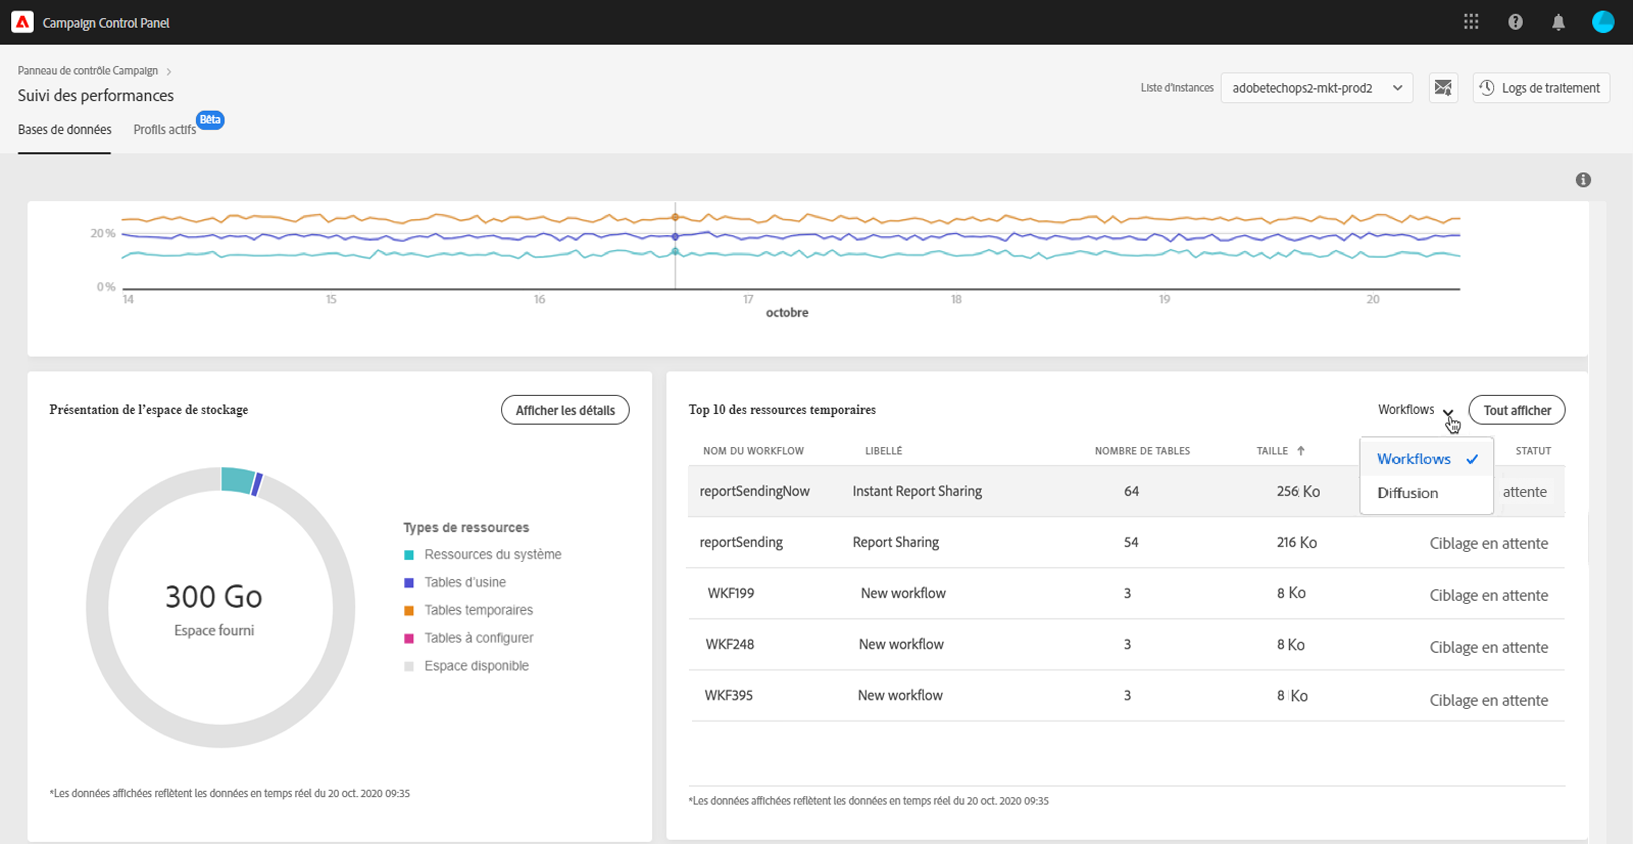 Campaign Control Panel
Panneau de contrôle Campaign
Suivi des performances
Liste d'instances
adobetechops2-mkt-prod2
Logs de traitement
Bases de données
Profils actifs
Bêta
20 %
0 %
14 15 16 17 18 19 20
octobre
Présentation de l'espace de stockage
Afficher les détails
300 Go
Espace fourni
Types de ressources
Ressources du système
Tables d'usine
Tables temporaires
Tables à configurer
Espace disponible
*Les données affichées reflètent les données en temps réel du 20 oct. 2020 09:35
Top 10 des ressources temporaires
Workflows
Tout afficher
Workflows
Diffusion
NOM DU WORKFLOW LIBELLÉ NOMBRE DE TABLES TAILLE STATUT
reportSendingNow Instant Report Sharing 64 256 Ko attente
reportSending Report Sharing 54 216 Ko Ciblage en attente
WKF199 New workflow 3 8 Ko Ciblage en attente
WKF248 New workflow 3 8 Ko Ciblage en attente
WKF395 New workflow 3 8 Ko Ciblage en attente
*Les données affichées reflètent les données en temps réel du 20 oct. 2020 09:35